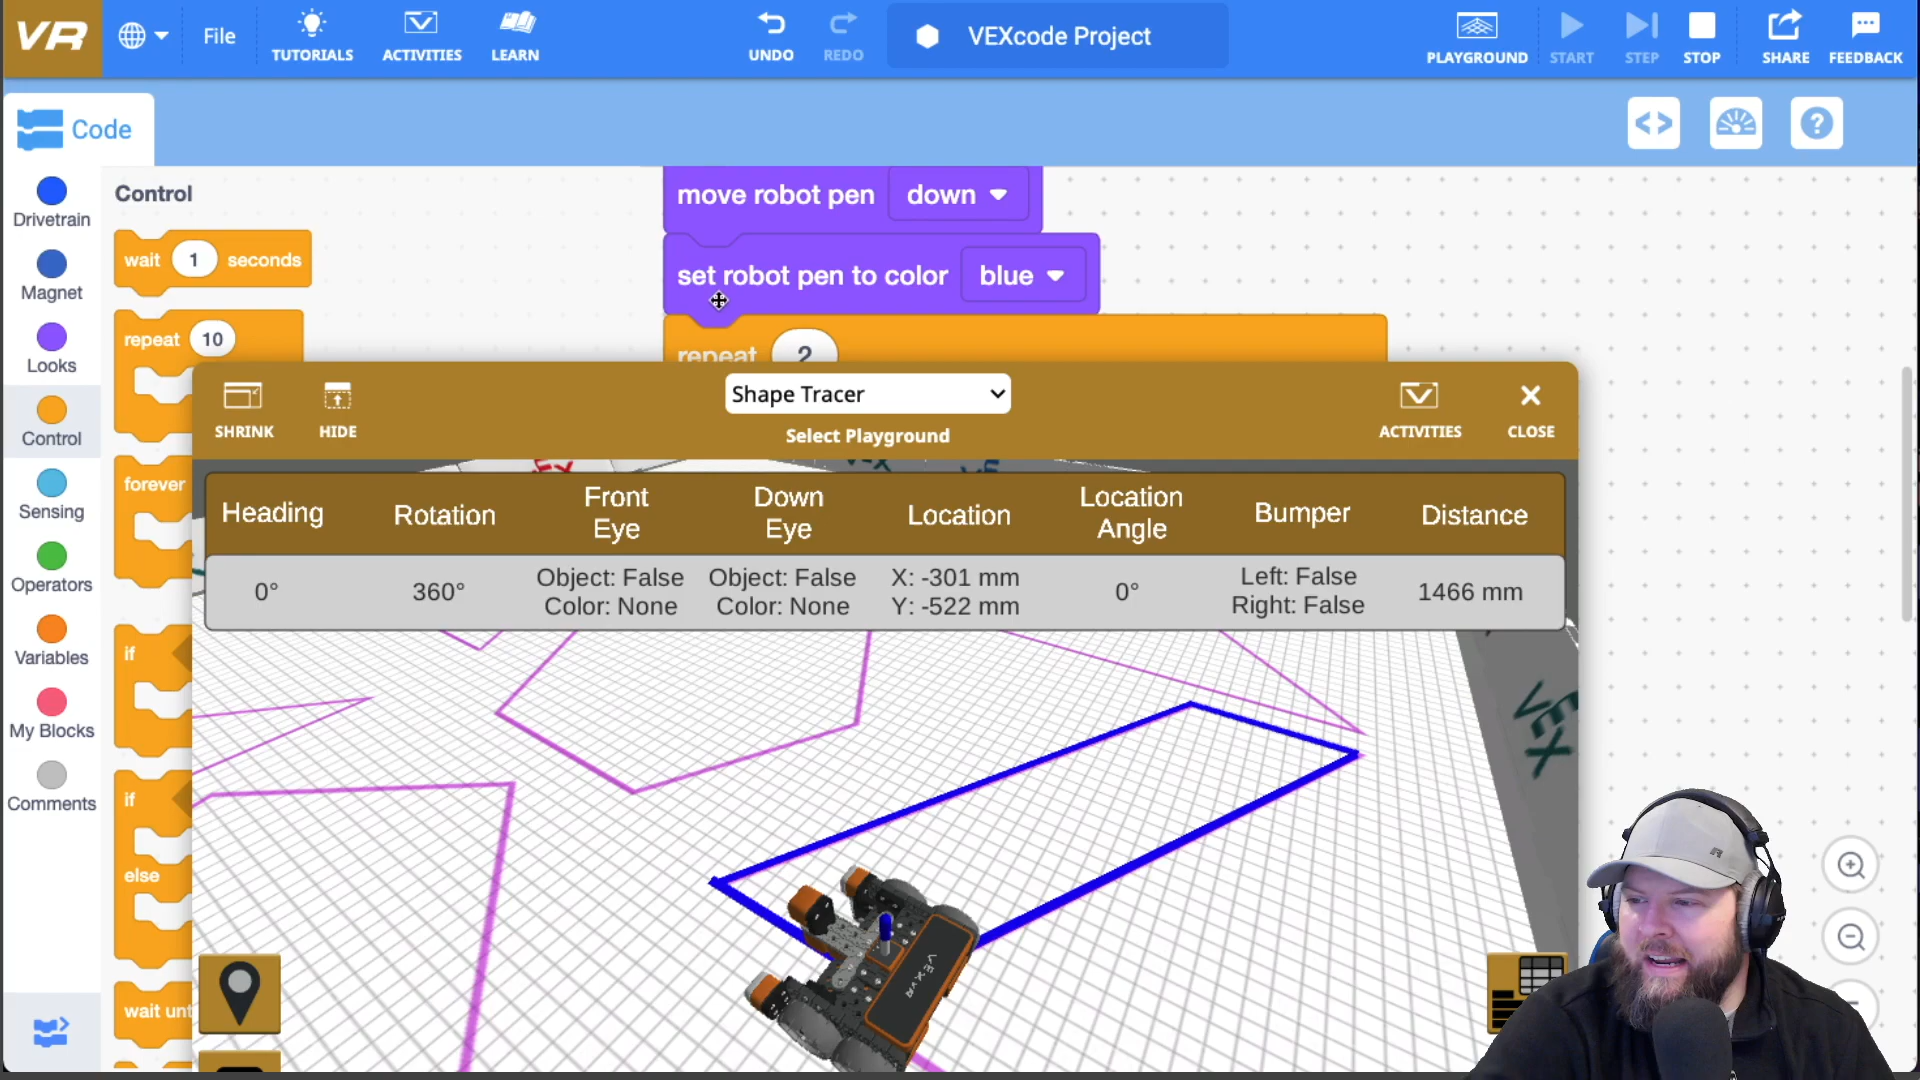 VR
File
TUTORIALS
ACTIVITIES
LEARN
UNDO
REDO
VEXcode Project
PLAYGROUND
START
STEP
STOP
SHARE
FEEDBACK
Code
Drivetrain
Magnet
Looks
Control
Sensing
Operators
Variables
My Blocks
Comments
Control
wait 1 seconds
repeat 10
forever
if
if
else
move robot pen down
set robot pen to color blue
repeat 2
SHRINK
HIDE
Shape Tracer
Select Playground
ACTIVITIES
CLOSE
Heading
Rotation
Front
Eye
Down
Eye
Location
Location
Angle
Bumper
Distance
0°
360°
Object: False
Color: None
Object: False
Color: None
X: -301 mm
Y: -522 mm
0°
Left: False
Right: False
1466 mm
VEX
VEX VR